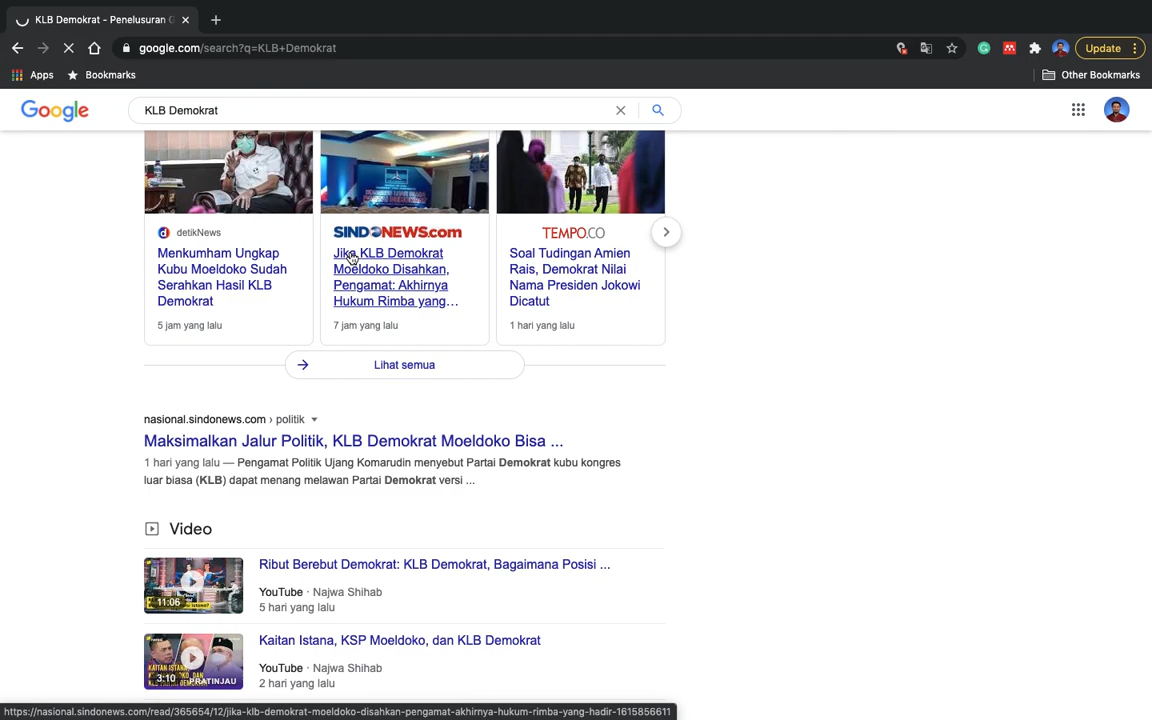 KLB Demokrat - Penelusuran G
google.com/search?q=KLB+Demokrat
Update
Apps
Bookmarks
Other Bookmarks
Google
KLB Demokrat
detikNews
Menkumham Ungkap
Kubu Moeldoko Sudah
Serahkan Hasil KLB
Demokrat
5 jam yang lalu
SINDONEWS.com
Jika KLB Demokrat
Moeldoko Disahkan,
Pengamat: Akhirnya
Hukum Rimba yang...
7 jam yang lalu
TEMPO.CO
Soal Tudingan Amien
Rais, Demokrat Nilai
Nama Presiden Jokowi
Dicatut
1 hari yang lalu
Lihat semua
nasional.sindonews.com › politik
Maksimalkan Jalur Politik, KLB Demokrat Moeldoko Bisa ...
1 hari yang lalu — Pengamat Politik Ujang Komarudin menyebut Partai Demokrat kubu kongres
luar biasa (KLB) dapat menang melawan Partai Demokrat versi ...
Video
11:06
Ribut Berebut Demokrat: KLB Demokrat, Bagaimana Posisi ...
YouTube · Najwa Shihab
5 hari yang lalu
3:10
PRATINJAU
Kaitan Istana, KSP Moeldoko, dan KLB Demokrat
YouTube · Najwa Shihab
2 hari yang lalu
https://nasional.sindonews.com/read/365654/12/jika-klb-demokrat-moeldoko-disahkan-pengamat-akhirnya-hukum-rimba-yang-hadir-1615856611